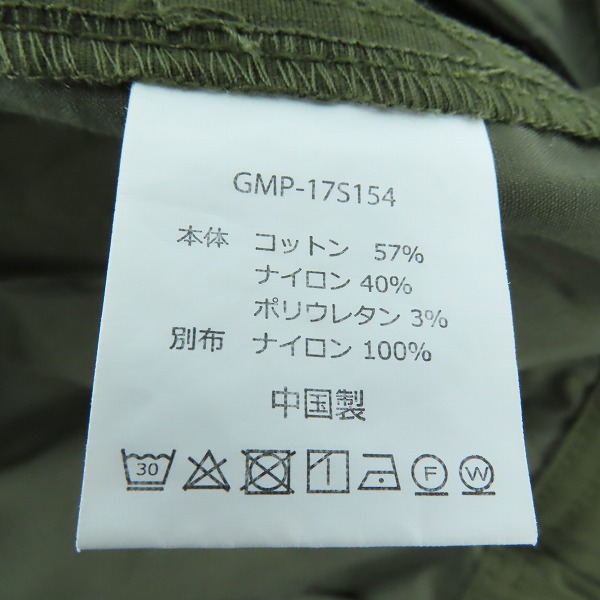 GMP-17S154
本体 コットン 57%
ナイロン 40%
ポリウレタン 3%
別布 ナイロン 100%
中国製
30 F W